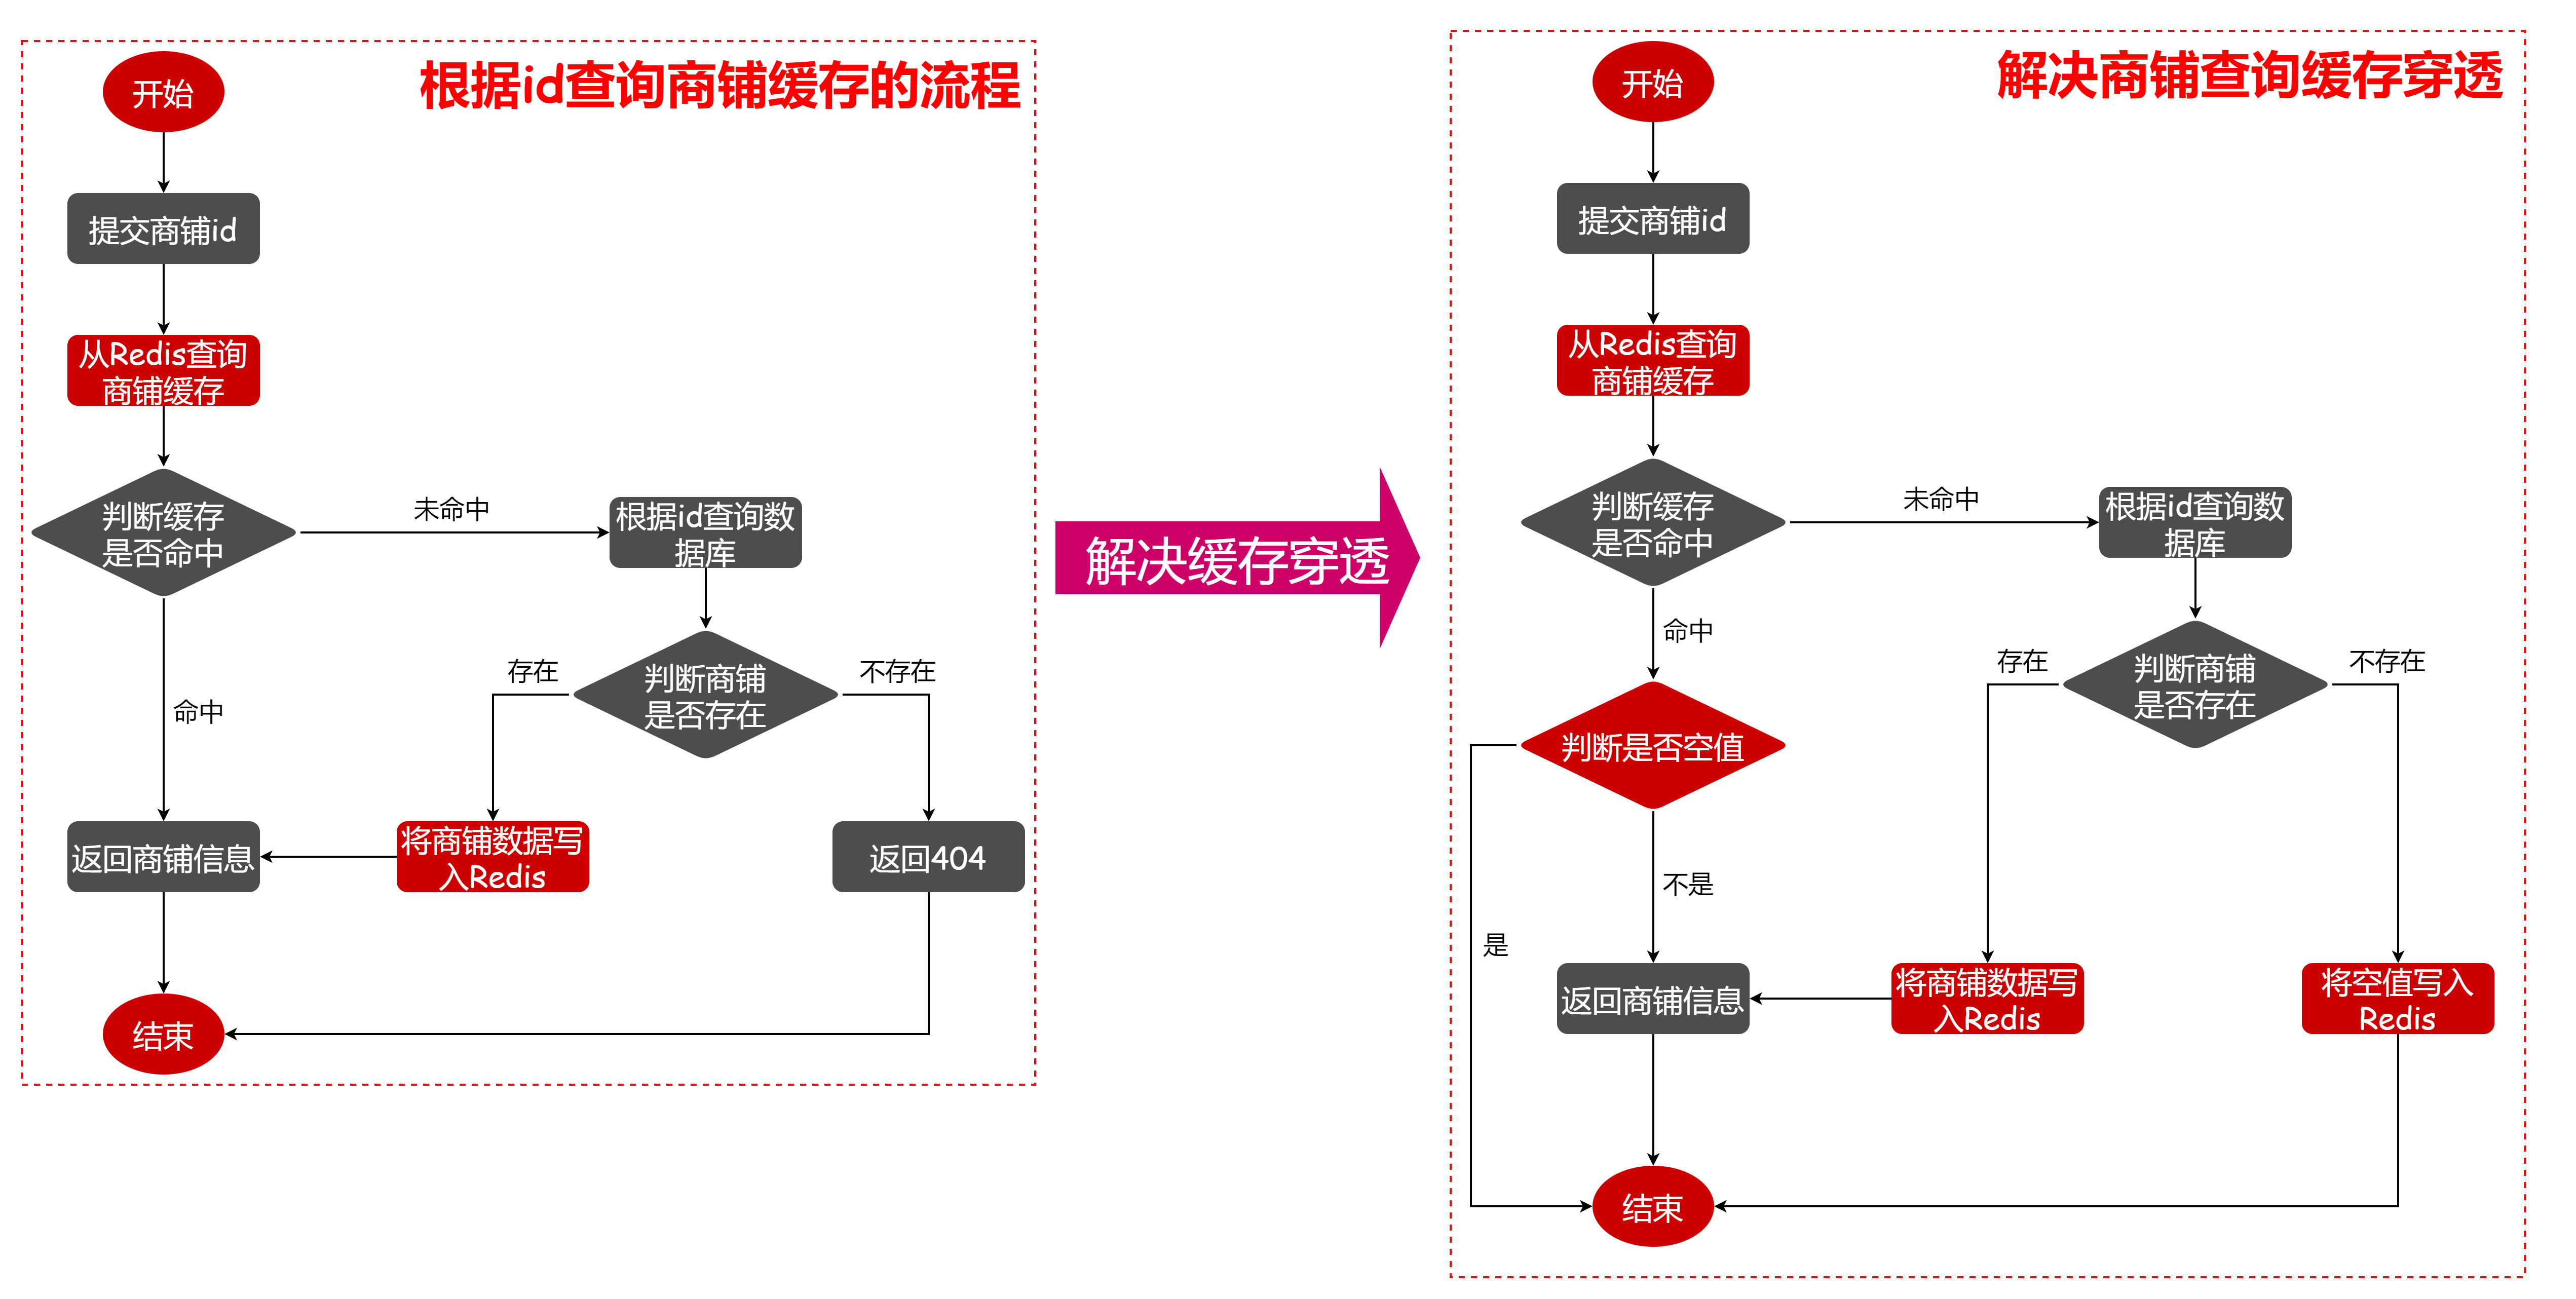 根据id查询商铺缓存的流程
开始
提交商铺id
从Redis查询
商铺缓存
判断缓存
是否命中
未命中
根据id查询数
据库
命中
存在
判断商铺
是否存在
不存在
返回商铺信息
将商铺数据写
入Redis
返回404
结束
解决缓存穿透
解决商铺查询缓存穿透
开始
提交商铺id
从Redis查询
商铺缓存
判断缓存
是否命中
未命中
根据id查询数
据库
命中
存在
判断商铺
是否存在
不存在
判断是否空值
不是
是
返回商铺信息
将商铺数据写
入Redis
将空值写入
Redis
结束